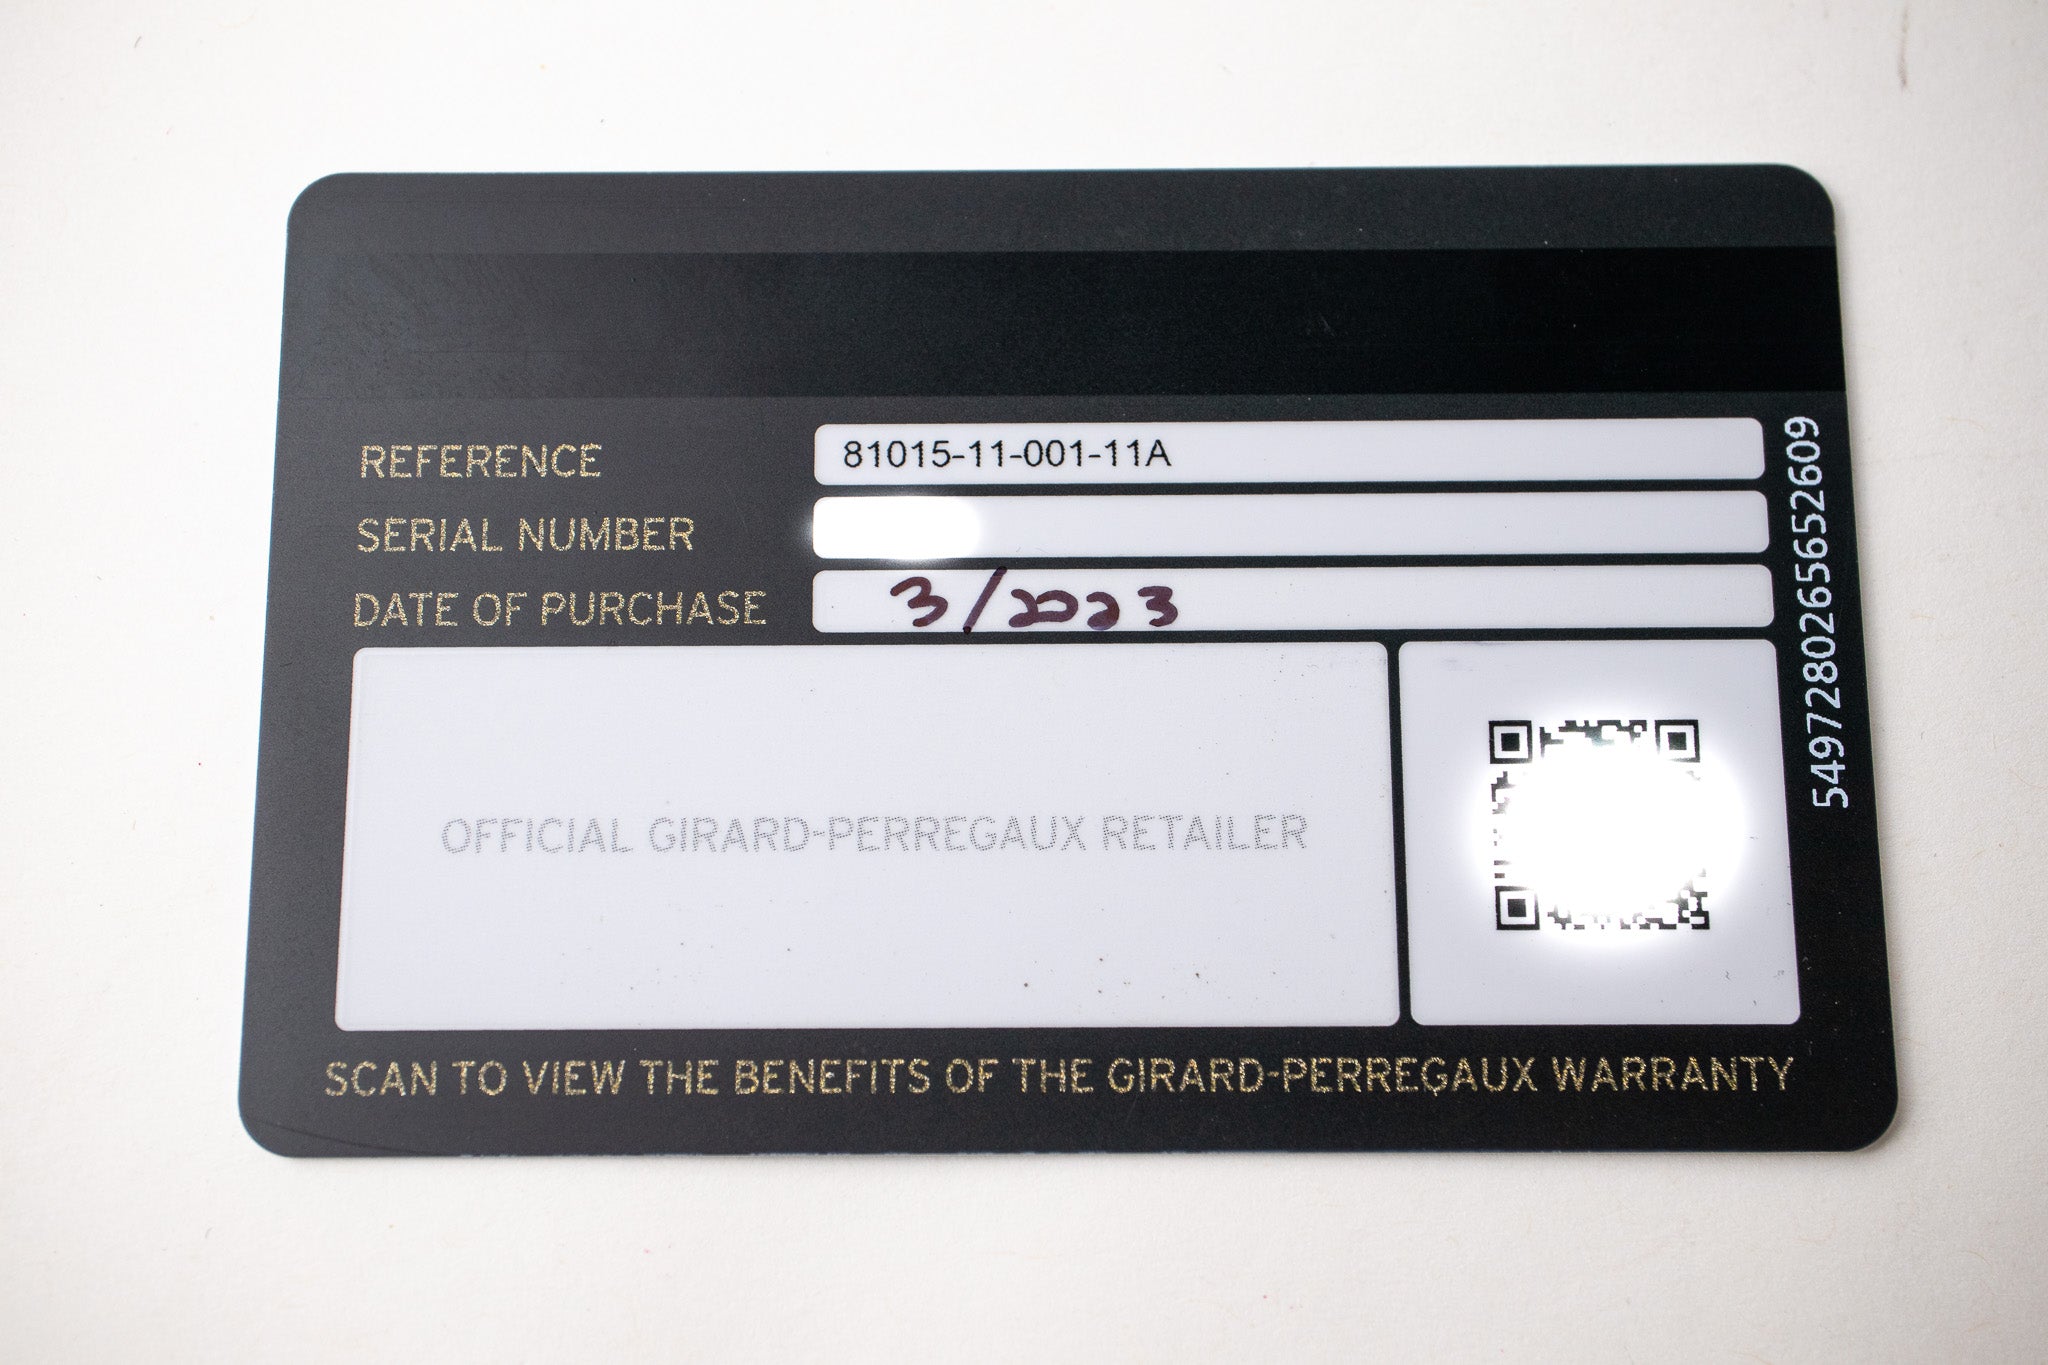 REFERENCE 81015-11-001-11A
SERIAL NUMBER
DATE OF PURCHASE 3/2023
OFFICIAL GIRARD-PERREGAUX RETAILER
SCAN TO VIEW THE BENEFITS OF THE GIRARD-PERREGAUX WARRANTY
5497280265652609